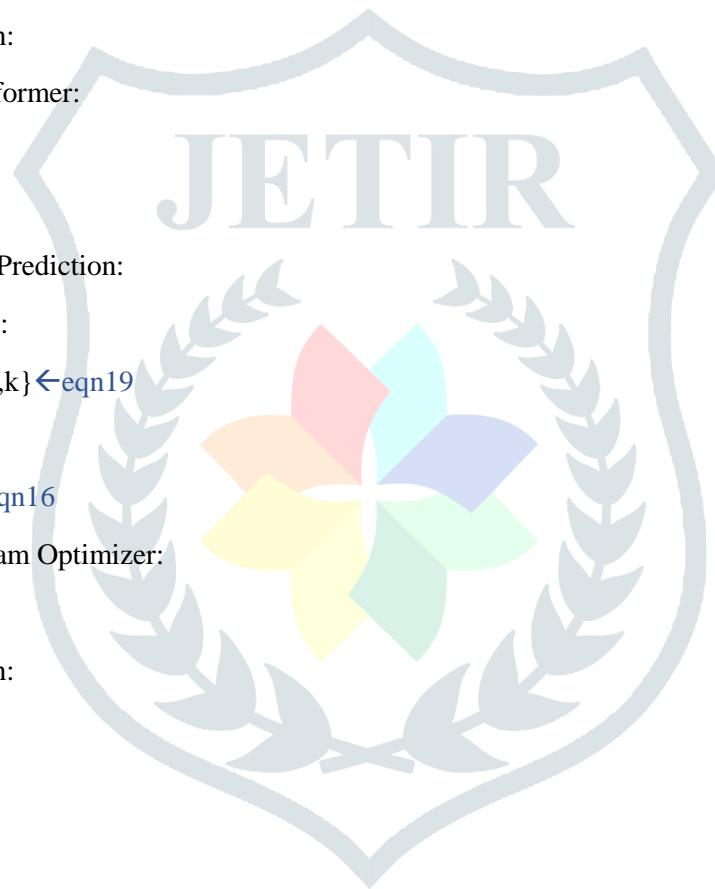 n:
former:
JETIR
Prediction:
:
,k}←eqn19
qn16
am Optimizer:
n: